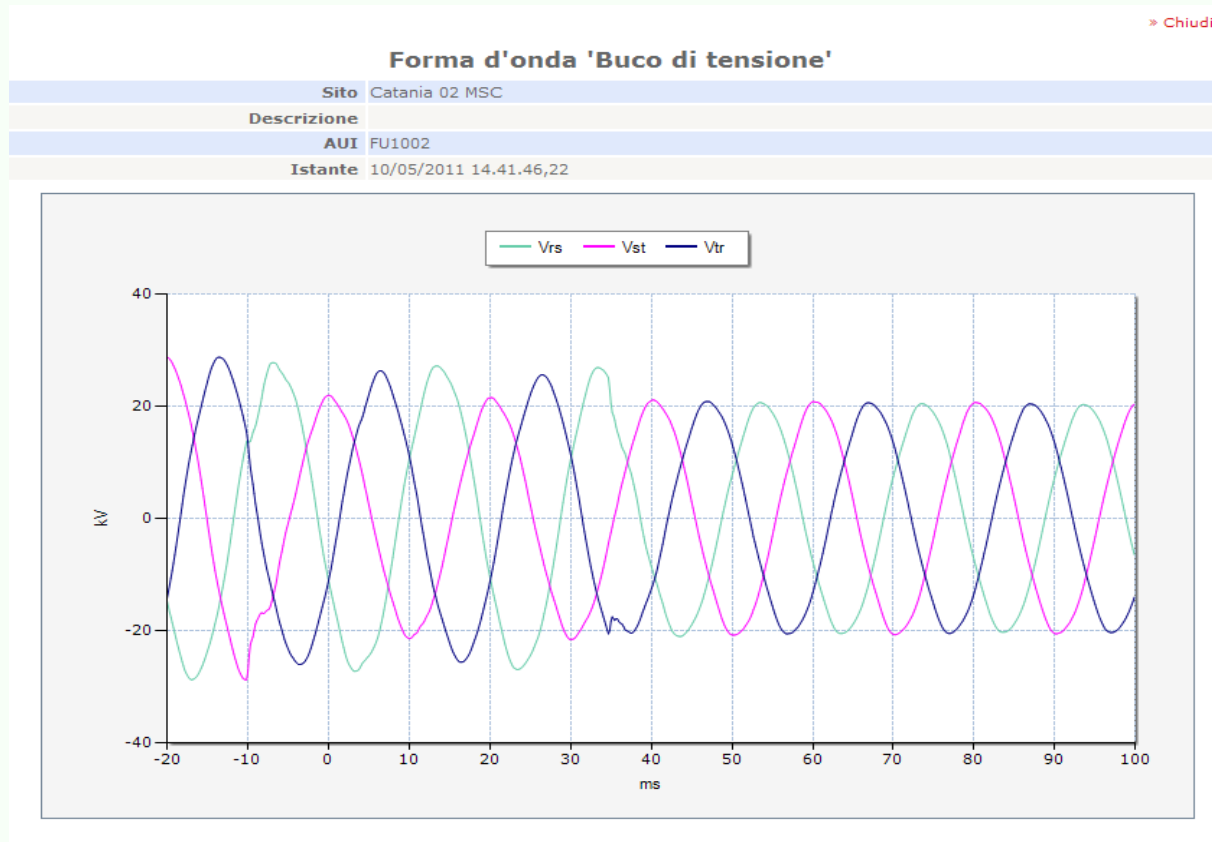 » Chiudi
Forma d'onda 'Buco di tensione'
Sito Catania 02 MSC
Descrizione
AUI FU1002
Istante 10/05/2011 14.41.46,22
Vrs Vst Vtr
40
20
0
-20
-40
kV
-20 -10 0 10 20 30 40 50 60 70 80 90 100
ms